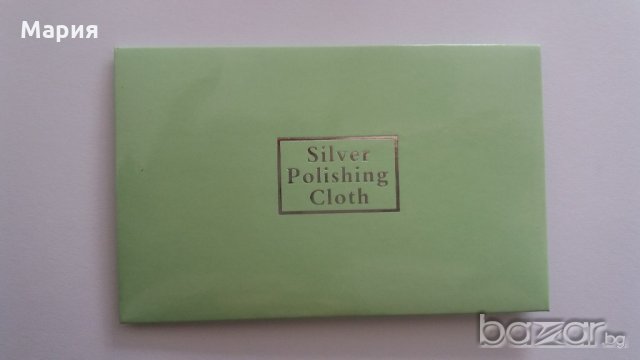 Мария
Silver
Polishing
Cloth
bazar.bg